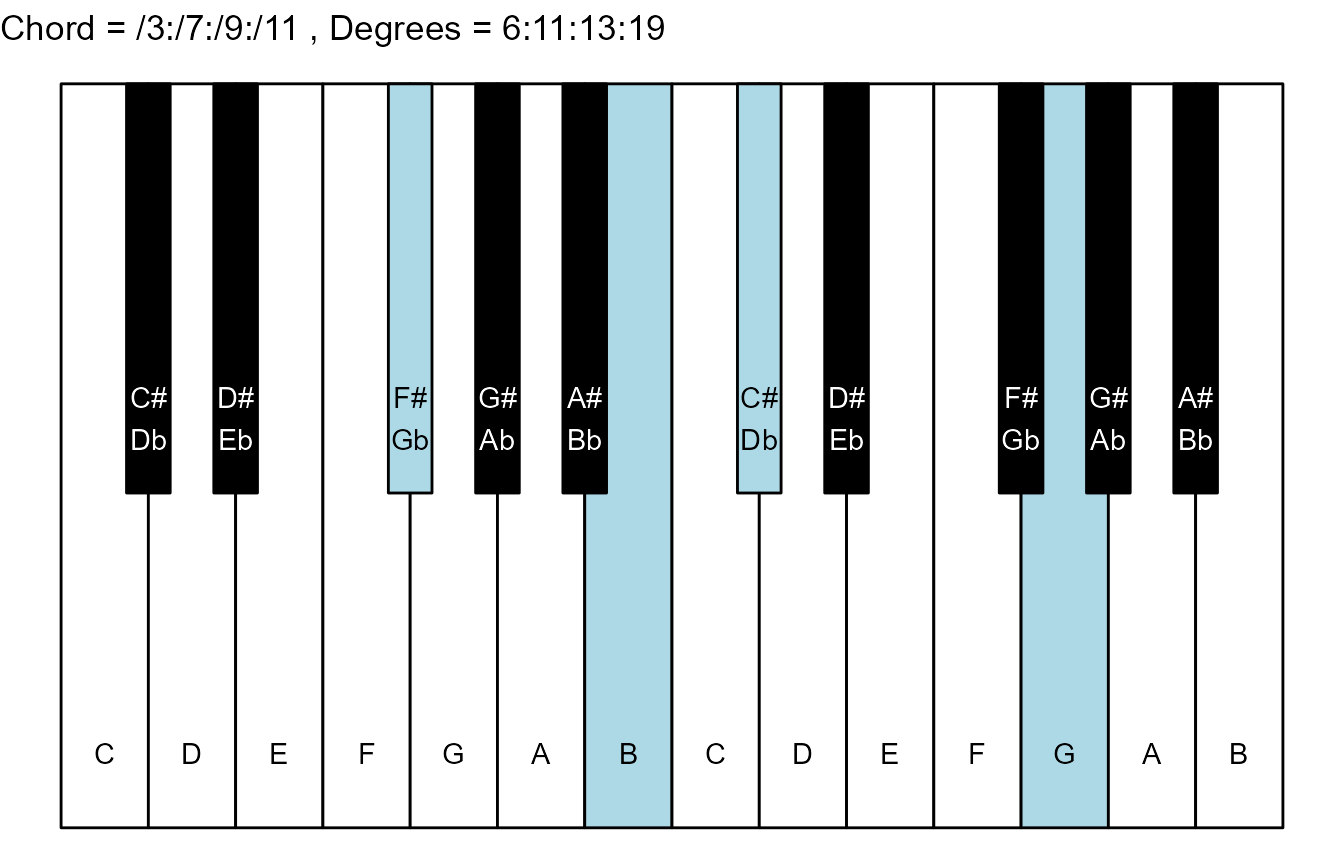 Chord = /3:/7:/9:/11 , Degrees = 6:11:13:19
C# D# F# G# A# C# D# F# G# A#
Db Eb Gb Ab Bb Db Eb Gb Ab Bb
C D E F G A B C D E F G A B